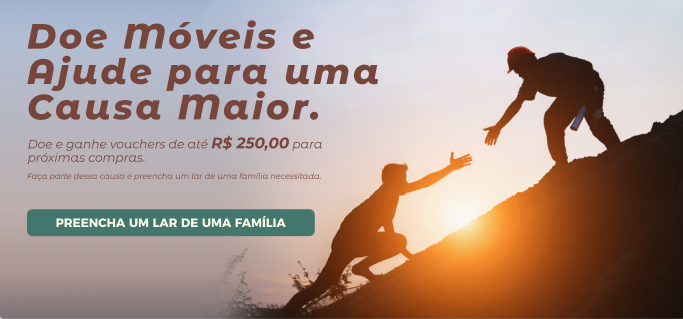 Doe Móveis e
Ajude para uma
Causa Maior.
Doe e ganhe vouchers de até R$ 250,00 para
próximas compras.
Faça parte dessa causa e preencha um lar de uma família necessitada.
PREENCHA UM LAR DE UMA FAMÍLIA